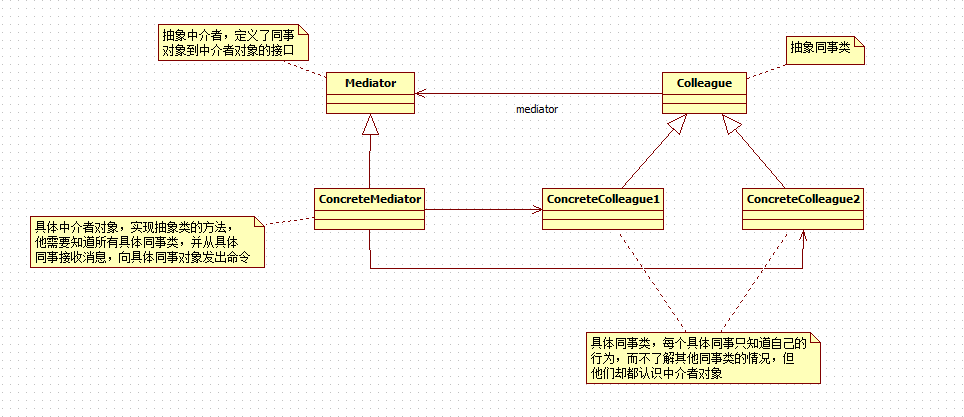 抽象中介者，定义了同事
对象到中介者对象的接口
抽象同事类
Mediator
Colleague
mediator
ConcreteMediator
ConcreteColleague1
ConcreteColleague2
具体中介者对象，实现抽象类的方法，
他需要知道所有具体同事类，并从具体
同事接收消息，向具体同事对象发出命令
具体同事类，每个具体同事只知道自己的
行为，而不了解其他同事类的情况，但
他们却都认识中介者对象